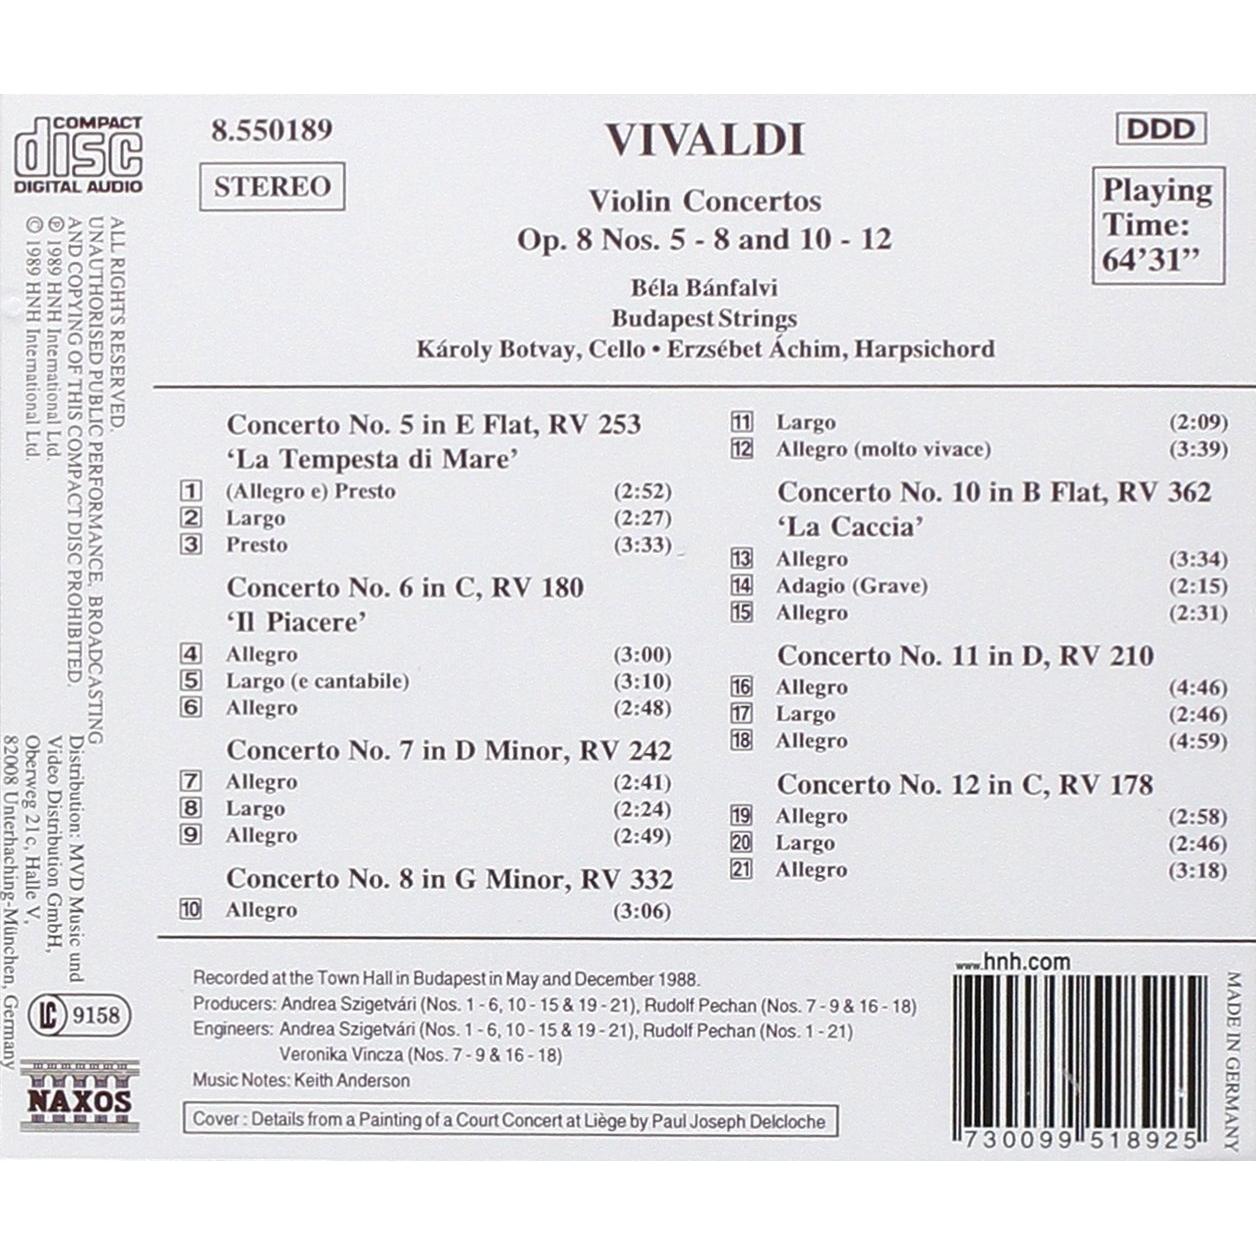 COMPACT
disc
DIGITAL AUDIO
8.550189
STEREO
VIVALDI
Violin Concertos
Op. 8 Nos. 5 - 8 and 10 - 12
Béla Bánfalvi
Budapest Strings
Károly Botvay, Cello • Erzsébet Áchim, Harpsichord
DDD
Playing
Time:
64’31”
ALL RIGHTS RESERVED.
UNAUTHORISED PUBLIC PERFORMANCE. BROADCASTING
AND COPYING OF THIS COMPACT DISC PROHIBITED.
℗ 1989 HNH International Ltd.
© 1989 HNH International Ltd.
Distribution: MVD Music und
Video Distribution GmbH,
Oberweg 21c, Halle V,
82008 Unterhaching-München, Germany
Concerto No. 5 in E Flat, RV 253
‘La Tempesta di Mare’
1 (Allegro e) Presto (2:52)
2 Largo (2:27)
3 Presto (3:33)
Concerto No. 6 in C, RV 180
‘Il Piacere’
4 Allegro (3:00)
5 Largo (e cantabile) (3:10)
6 Allegro (2:48)
Concerto No. 7 in D Minor, RV 242
7 Allegro (2:41)
8 Largo (2:24)
9 Allegro (2:49)
Concerto No. 8 in G Minor, RV 332
10 Allegro (3:06)
11 Largo (2:09)
12 Allegro (molto vivace) (3:39)
Concerto No. 10 in B Flat, RV 362
‘La Caccia’
13 Allegro (3:34)
14 Adagio (Grave) (2:15)
15 Allegro (2:31)
Concerto No. 11 in D, RV 210
16 Allegro (4:46)
17 Largo (2:46)
18 Allegro (4:59)
Concerto No. 12 in C, RV 178
19 Allegro (2:58)
20 Largo (2:46)
21 Allegro (3:18)
LC 9158
NAXOS
Recorded at the Town Hall in Budapest in May and December 1988.
Producers: Andrea Szigetvári (Nos. 1 - 6, 10 - 15 & 19 - 21), Rudolf Pechan (Nos. 7 - 9 & 16 - 18)
Engineers: Andrea Szigetvári (Nos. 1 - 6, 10 - 15 & 19 - 21), Rudolf Pechan (Nos. 1 - 21)
Veronika Vincza (Nos. 7 - 9 & 16 - 18)
Music Notes: Keith Anderson
Cover : Details from a Painting of a Court Concert at Liège by Paul Joseph Delcloche
www.hnh.com
730099 518925
MADE IN GERMANY